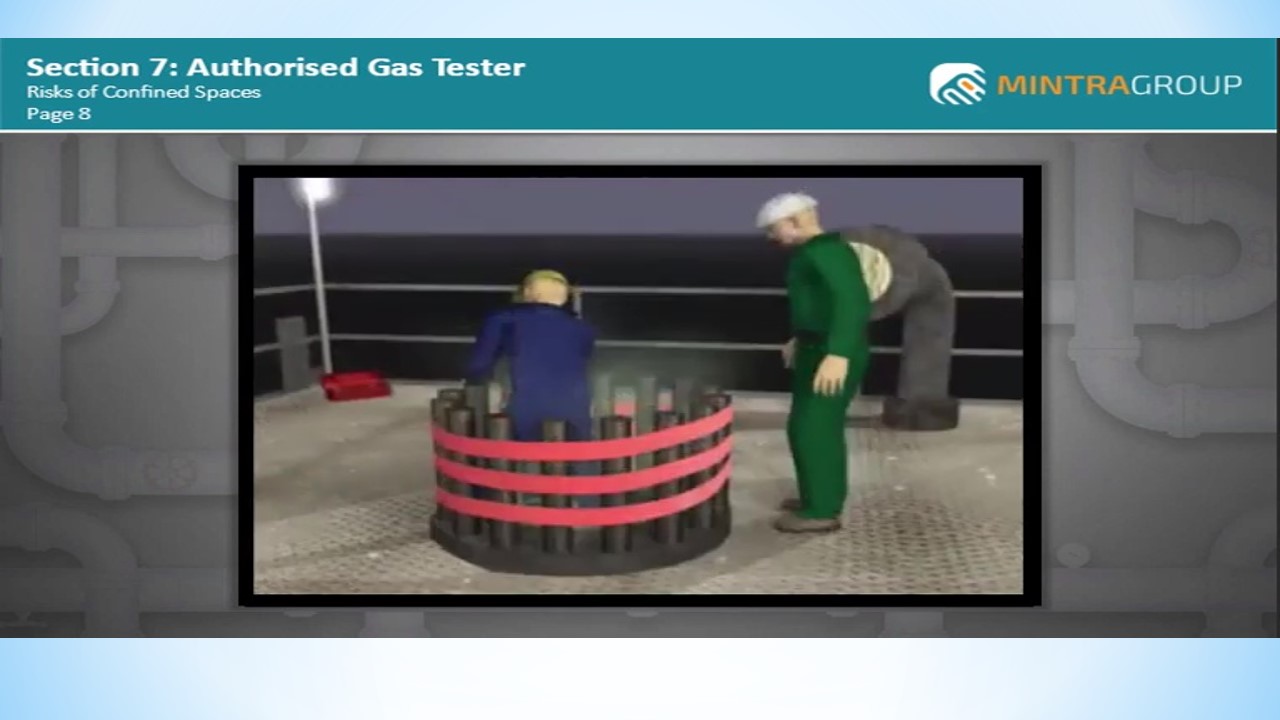 Section 7: Authorised Gas Tester
Risks of Confined Spaces
Page 8
MINTRAGROUP